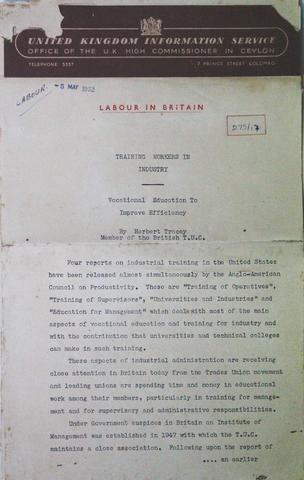 UNITED KINGDOM INFORMATION SERVICE
OFFICE OF THE U.K. HIGH COMMISSIONER IN CEYLON
TELEPHONE 5357 7 PRINCE STREET COLOMBO
LABOUR.
-5 MAY 1952
LABOUR IN BRITAIN
D75/17
TRAINING WORKERS IN
INDUSTRY
Vocational Education To
Improve Efficiency
By Herbert Tracey
Member of the British T.U.C.
Four reports on industrial training in the United States
have been released almost simultaneously by the Anglo-American
Council on Productivity. These are "Training of Operatives",
"Training of Supervisors", "Universities and Industries" and
"Education for Management" which deals with most of the main
aspects of vocational education and training for industry and
with the contribution that universities and technical colleges
can make in such training.
These aspects of industrial administration are receiving
close attention in Britain today from the Trades Union movement
and leading unions are spending time and money in educational
work among their members, particularly in training for manage-
ment and for supervisory and administrative responsibilities.
Under Government auspices in Britain an Institute of
Management was established in 1947 with which the T.U.C.
maintains a close association. Following upon the report of
.... an earlier